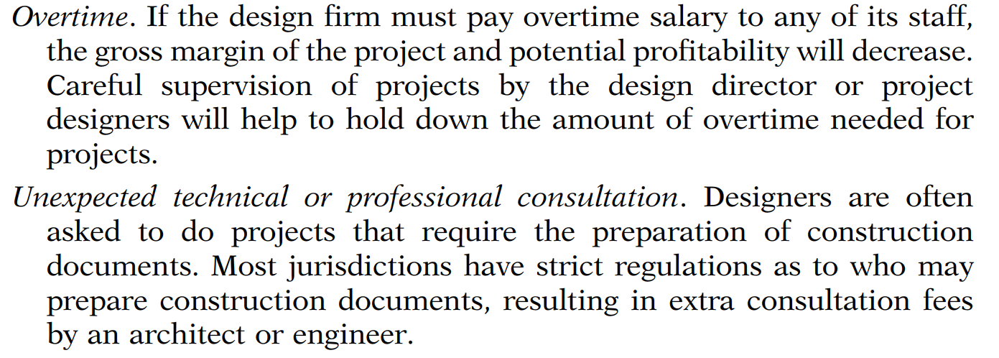 Overtime. If the design firm must pay overtime salary to any of its staff,
the gross margin of the project and potential profitability will decrease.
Careful supervision of projects by the design director or project
designers will help to hold down the amount of overtime needed for
projects.
Unexpected technical or professional consultation. Designers are often
asked to do projects that require the preparation of construction
documents. Most jurisdictions have strict regulations as to who may
prepare construction documents, resulting in extra consultation fees
by an architect or engineer.